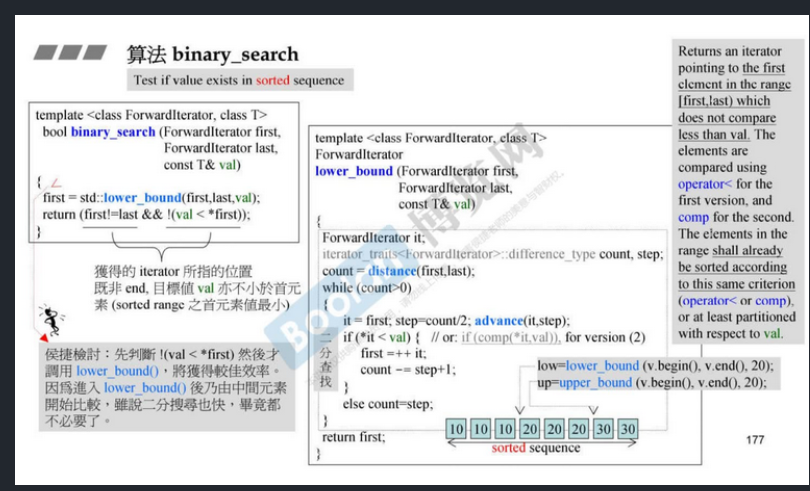 算法 binary_search
Test if value exists in sorted sequence
template <class ForwardIterator, class T>
bool binary_search (ForwardIterator first,
ForwardIterator last,
const T& val)
{
first = std::lower_bound(first,last,val);
return (first!=last && !(val < *first));
}
獲得的 iterator 所指的位置
既非 end, 目標值 val 亦不小於首元
素 (sorted range 之首元素值最小)
侯捷檢討：先判斷 !(val < *first) 然後才
調用 lower_bound()，將獲得較佳效率。
因爲進入 lower_bound() 後乃由中間元素
開始比較，雖說二分搜尋也快，畢竟都
不必要了。
template <class ForwardIterator, class T>
ForwardIterator
lower_bound (ForwardIterator first,
ForwardIterator last,
const T& val)
{
ForwardIterator it;
iterator_traits<ForwardIterator>::difference_type count, step;
count = distance(first,last);
while (count>0)
{
it = first; step=count/2; advance(it,step);
if (*it < val) { // or: if (comp(*it,val)), for version (2)
first =++ it;
count -= step+1;
}
else count=step;
}
return first;
}
二
分
查
找
low=lower_bound (v.begin(), v.end(), 20);
up=upper_bound (v.begin(), v.end(), 20);
10 10 10 20 20 20 30 30
sorted sequence
Returns an iterator
pointing to the first
element in the range
[first,last) which
does not compare
less than val. The
elements are
compared using
operator< for the
first version, and
comp for the second.
The elements in the
range shall already
be sorted according
to this same criterion
(operator< or comp),
or at least partitioned
with respect to val.
177
Boolan 博览网